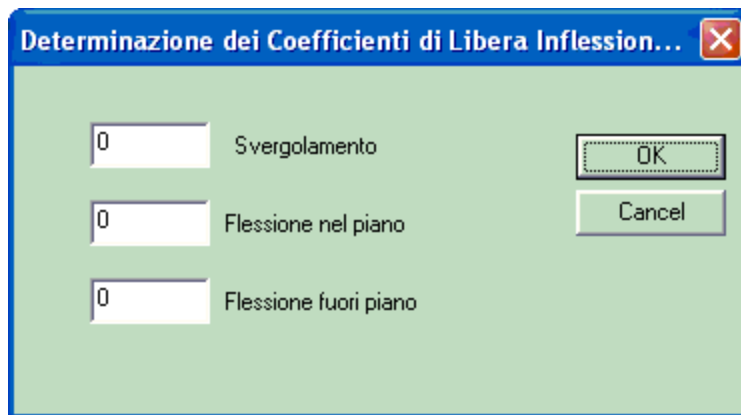 Determinazione dei Coefficienti di Libera Inflession...
0 Svergolamento
OK
0 Flessione nel piano
Cancel
0 Flessione fuori piano